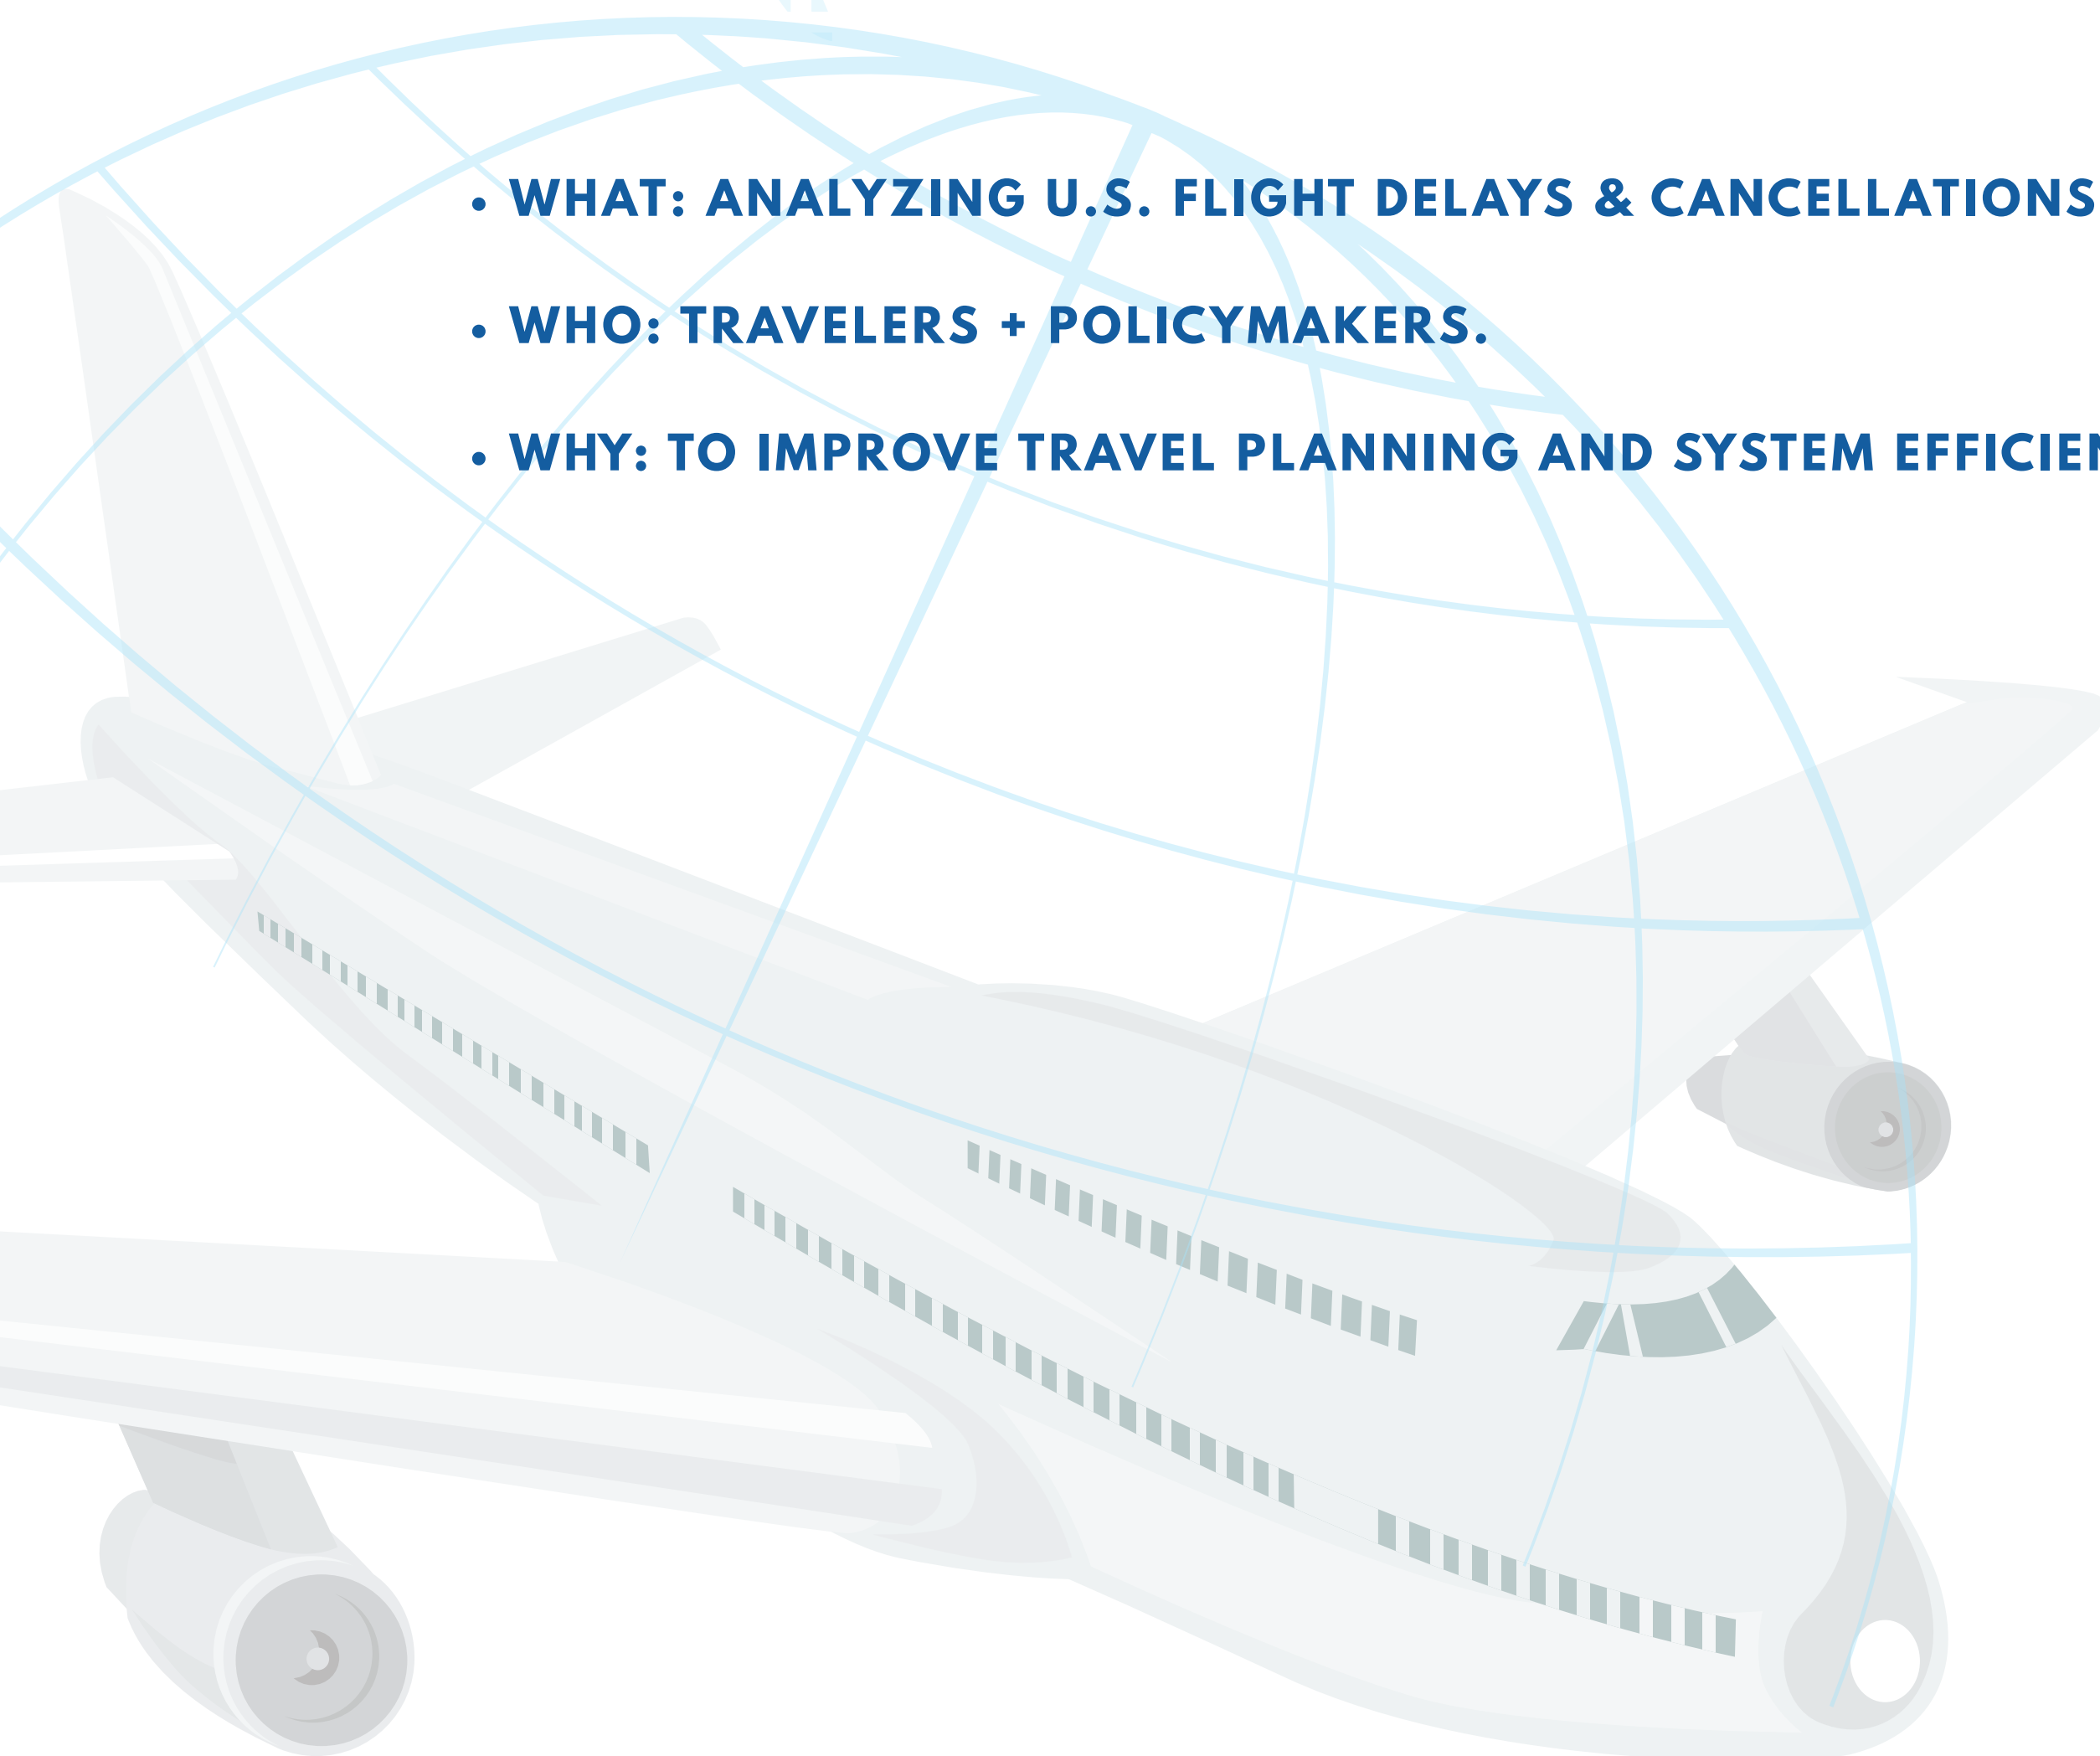 • WHAT: ANALYZING U.S. FLIGHT DELAYS & CANCELLATIONS
• WHO: TRAVELERS + POLICYMAKERS.
• WHY: TO IMPROVE TRAVEL PLANNING AND SYSTEM